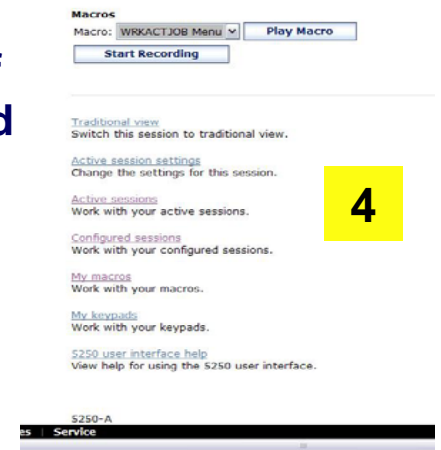 Macros
Macro: WRKACTJOB Menu Play Macro
Start Recording
d
Traditional view
Switch this session to traditional view.
Active session settings
Change the settings for this session.
Active sessions
Work with your active sessions.
4
Configured sessions
Work with your configured sessions.
My macros
Work with your macros.
My keypads
Work with your keypads.
5250 user interface help
View help for using the 5250 user interface.
5250-A
es | Service